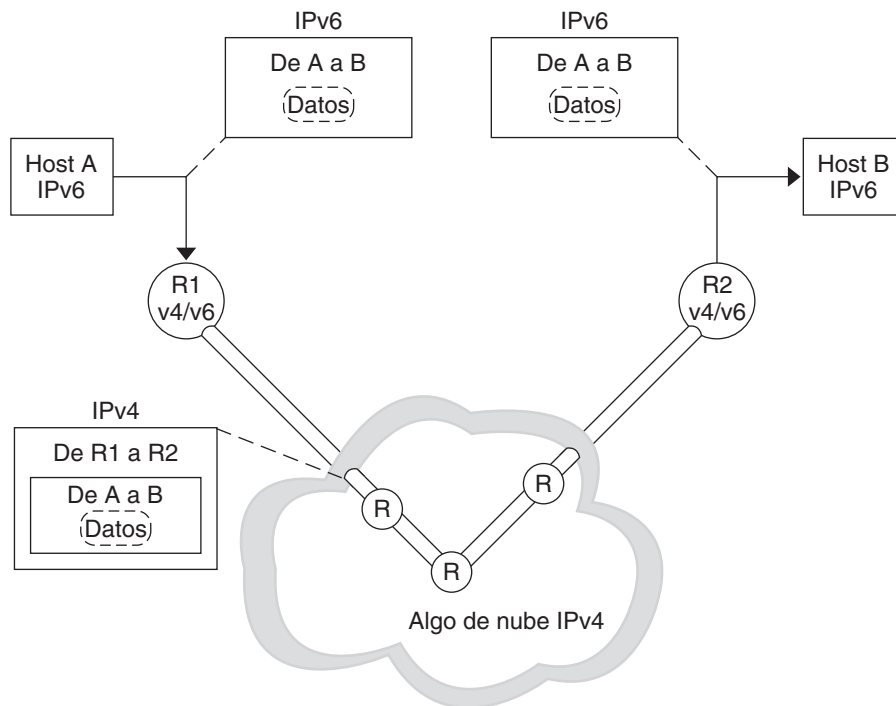 IPv6
De A a B
Datos
IPv6
De A a B
Datos
Host A
IPv6
Host B
IPv6
R1
v4/v6
R2
v4/v6
IPv4
De R1 a R2
De A a B
Datos
R
R
R
Algo de nube IPv4